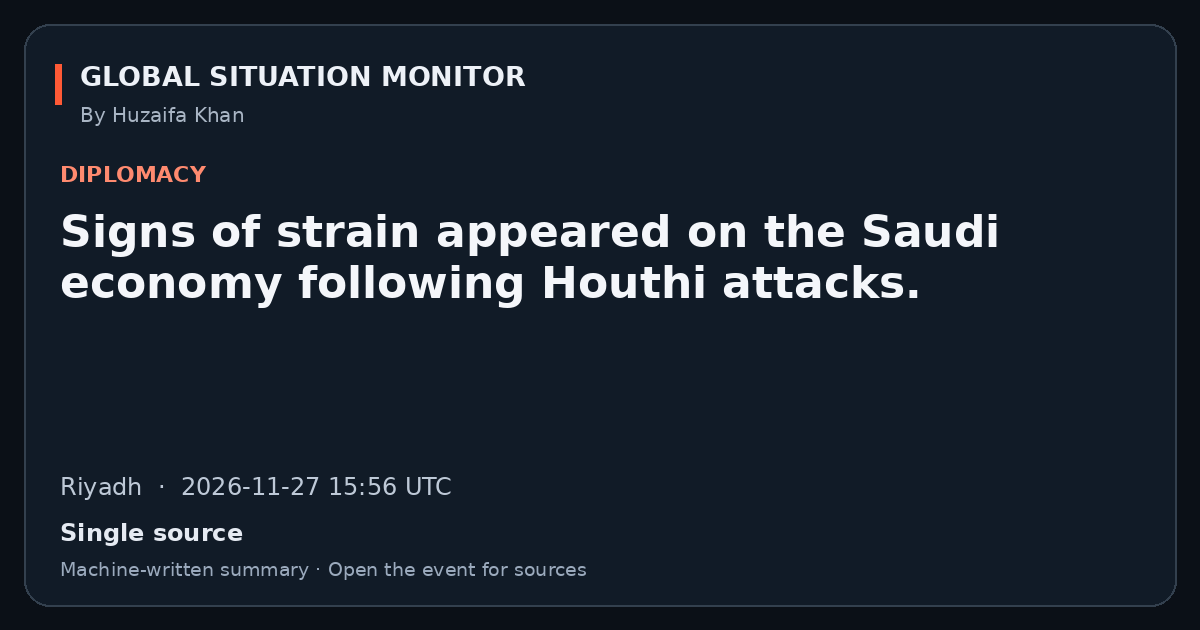 GLOBAL SITUATION MONITOR
By Huzaifa Khan
DIPLOMACY
Signs of strain appeared on the Saudi
economy following Houthi attacks.
Riyadh · 2026-11-27 15:56 UTC
Single source
Machine-written summary · Open the event for sources